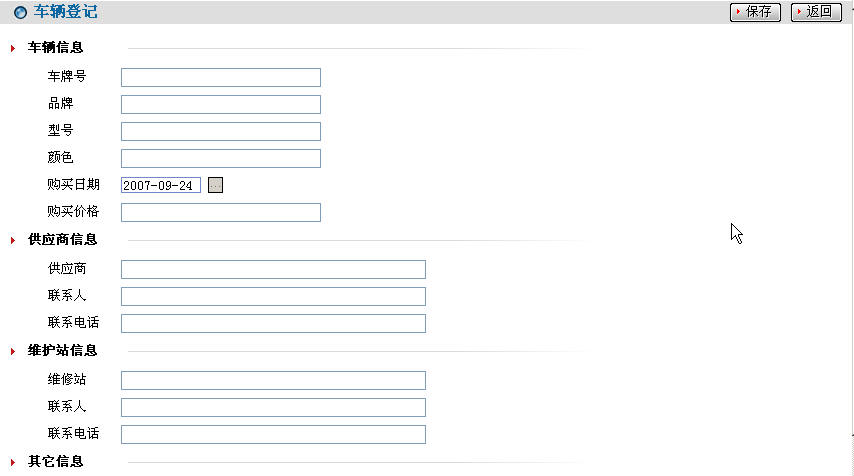 车辆登记 保存 返回
车辆信息
车牌号
品牌
型号
颜色
购买日期 2007-09-24 ...
购买价格
供应商信息
供应商
联系人
联系电话
维护站信息
维修站
联系人
联系电话
其它信息